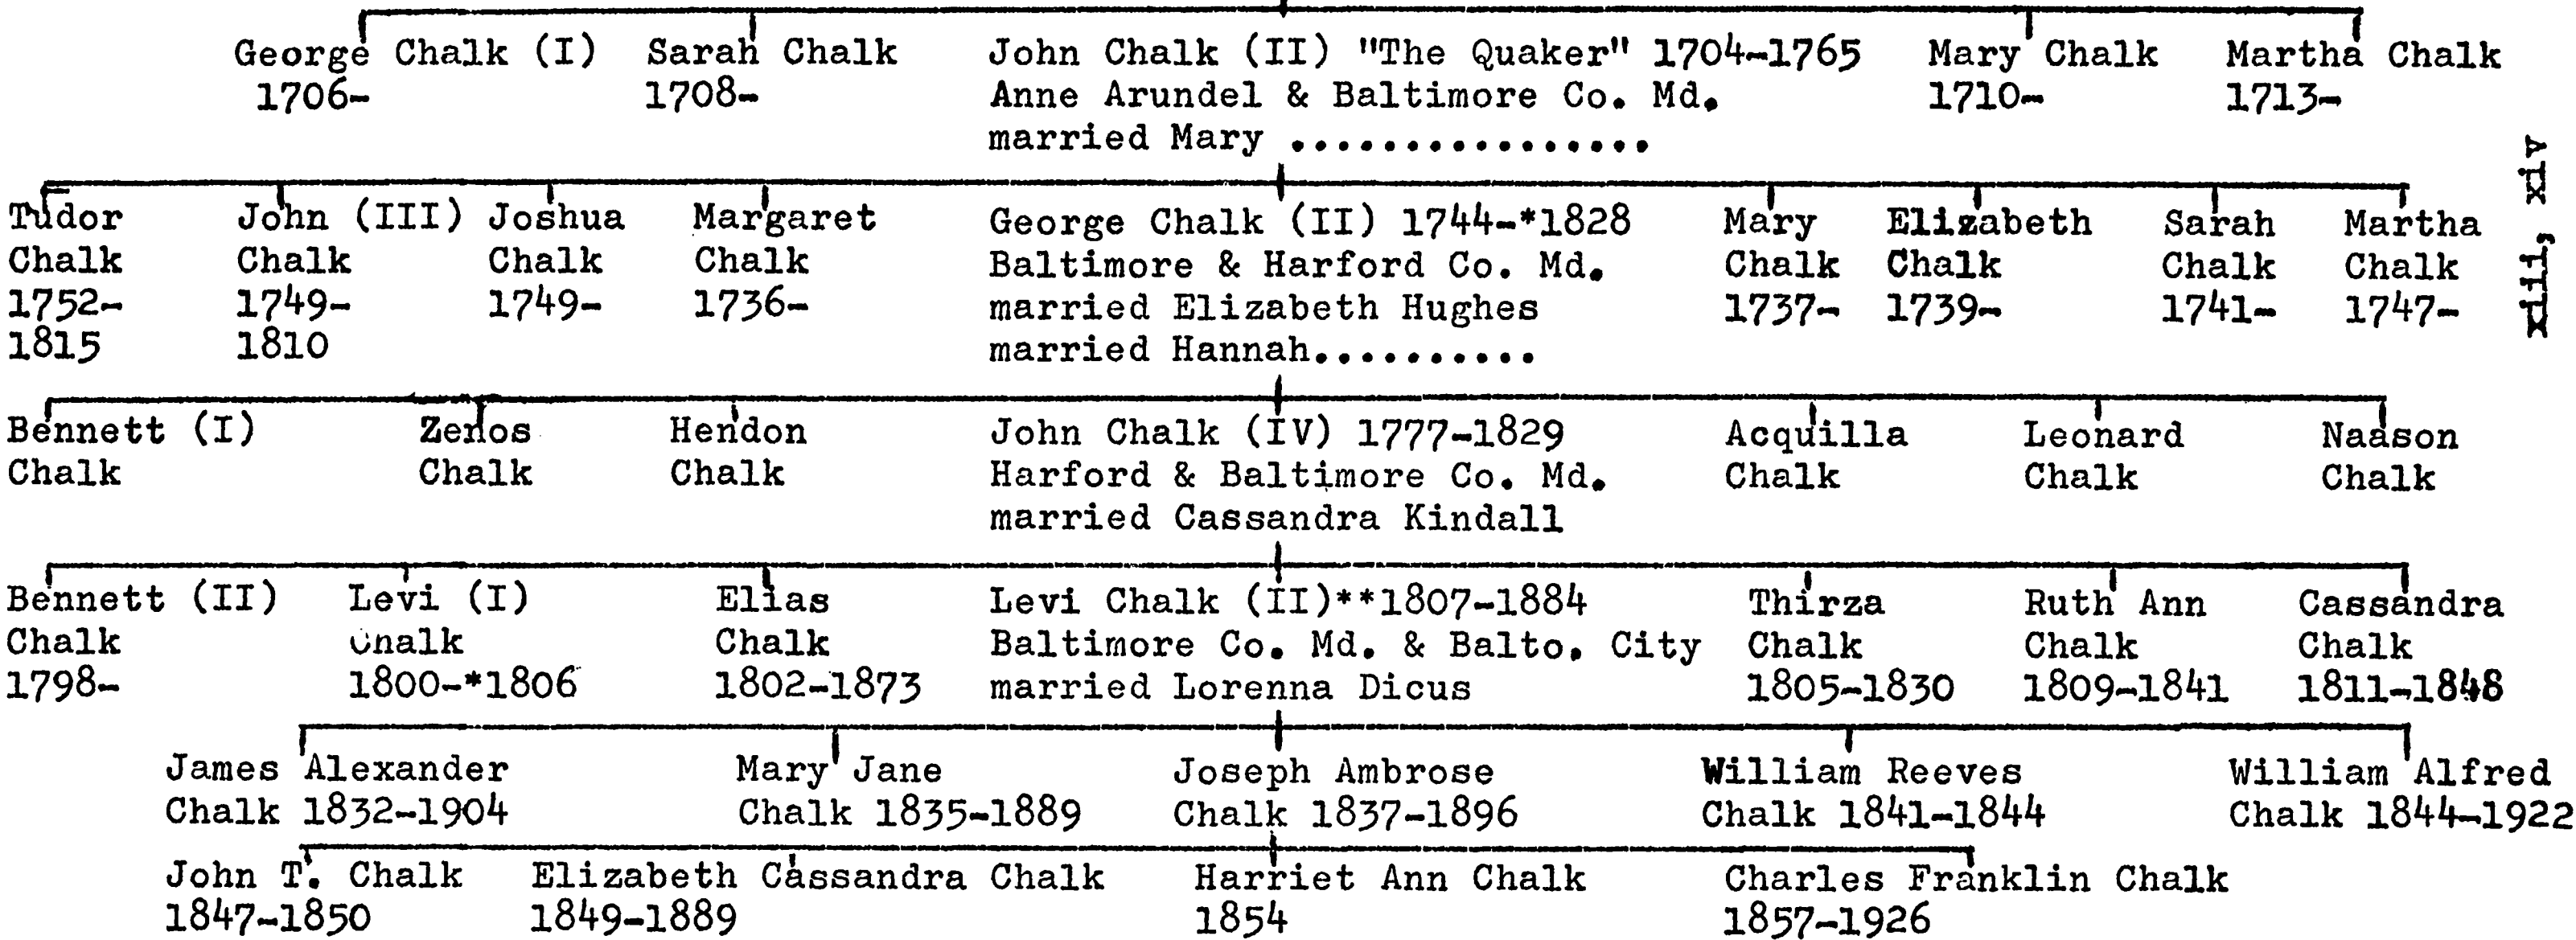 George Chalk (I)
1706-
Sarah Chalk
1708-
John Chalk (II) "The Quaker" 1704-1765
Anne Arundel & Baltimore Co. Md.
married Mary ................
Mary Chalk
1710-
Martha Chalk
1713-
xiii, xiv
Tudor
Chalk
1752-
1815
John (III)
Chalk
1749-
1810
Joshua
Chalk
1749-
Margaret
Chalk
1736-
George Chalk (II) 1744-*1828
Baltimore & Harford Co. Md.
married Elizabeth Hughes
married Hannah..........
Mary
Chalk
1737-
Elizabeth
Chalk
1739-
Sarah
Chalk
1741-
Martha
Chalk
1747-
Bennett (I)
Chalk
Zenos
Chalk
Hendon
Chalk
John Chalk (IV) 1777-1829
Harford & Baltimore Co. Md.
married Cassandra Kindall
Acquilla
Chalk
Leonard
Chalk
Naason
Chalk
Bennett (II)
Chalk
1798-
Levi (I)
Chalk
1800-*1806
Elias
Chalk
1802-1873
Levi Chalk (II)**1807-1884
Baltimore Co. Md. & Balto. City
married Lorenna Dicus
Thirza
Chalk
1805-1830
Ruth Ann
Chalk
1809-1841
Cassandra
Chalk
1811-1848
James Alexander
Chalk 1832-1904
Mary Jane
Chalk 1835-1889
Joseph Ambrose
Chalk 1837-1896
William Reeves
Chalk 1841-1844
William Alfred
Chalk 1844-1922
John T. Chalk
1847-1850
Elizabeth Cassandra Chalk
1849-1889
Harriet Ann Chalk
1854
Charles Franklin Chalk
1857-1926